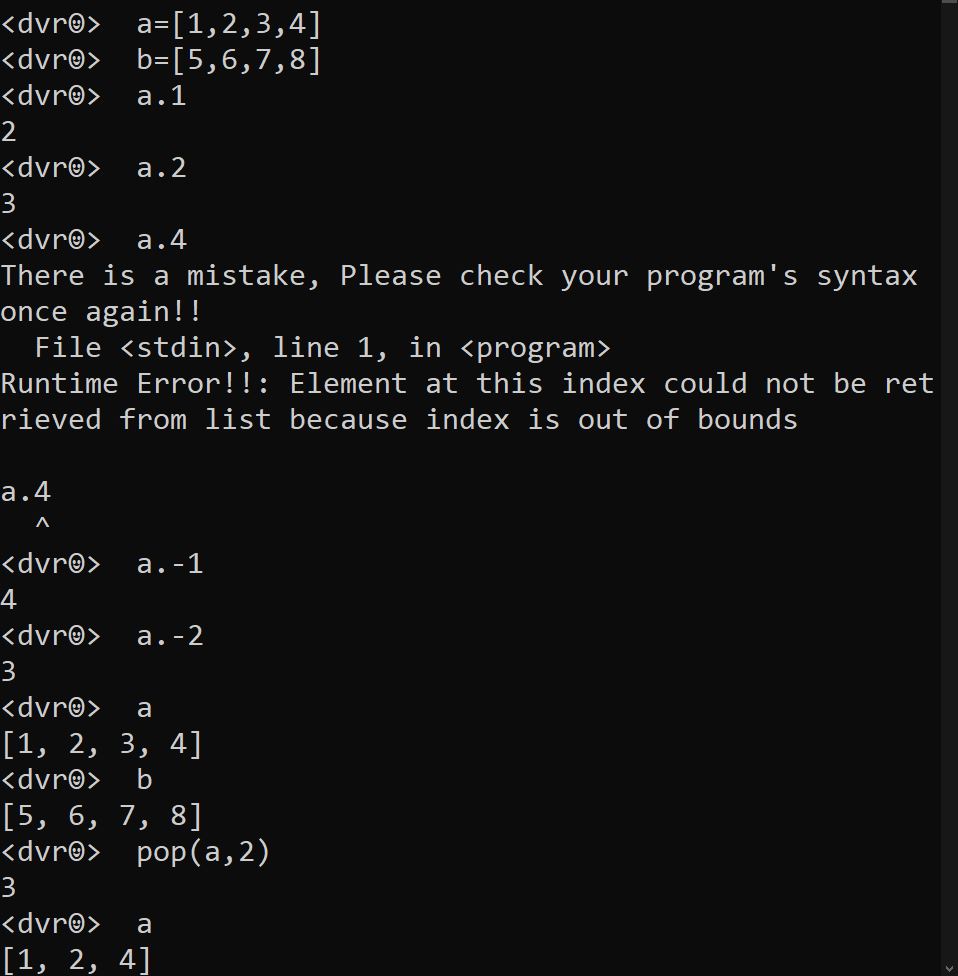 <dvr☺>  a=[1,2,3,4]
<dvr☺>  b=[5,6,7,8]
<dvr☺>  a.1
2
<dvr☺>  a.2
3
<dvr☺>  a.4
There is a mistake, Please check your program's syntax
once again!!
  File <stdin>, line 1, in <program>
Runtime Error!!: Element at this index could not be ret
rieved from list because index is out of bounds

a.4
  ^
<dvr☺>  a.-1
4
<dvr☺>  a.-2
3
<dvr☺>  a
[1, 2, 3, 4]
<dvr☺>  b
[5, 6, 7, 8]
<dvr☺>  pop(a,2)
3
<dvr☺>  a
[1, 2, 4]